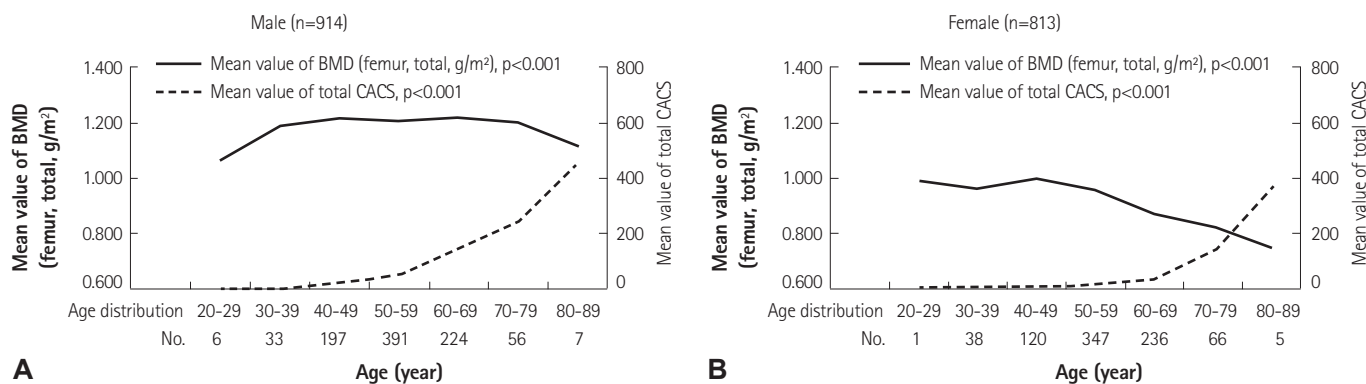 Male (n=914)
Mean value of BMD (femur, total, g/m²), p<0.001
Mean value of total CACS, p<0.001
Mean value of BMD
(femur, total, g/m²)
1.400
1.200
1.000
0.800
0.600
800
600
400
200
0
Mean value of total CACS
Age distribution 20-29 30-39 40-49 50-59 60-69 70-79 80-89
No. 6 33 197 391 224 56 7
A
Age (year)
Female (n=813)
Mean value of BMD (femur, total, g/m²), p<0.001
Mean value of total CACS, p<0.001
Mean value of BMD
(femur, total, g/m²)
1.400
1.200
1.000
0.800
0.600
800
600
400
200
0
Mean value of total CACS
Age distribution 20-29 30-39 40-49 50-59 60-69 70-79 80-89
No. 1 38 120 347 236 66 5
B
Age (year)